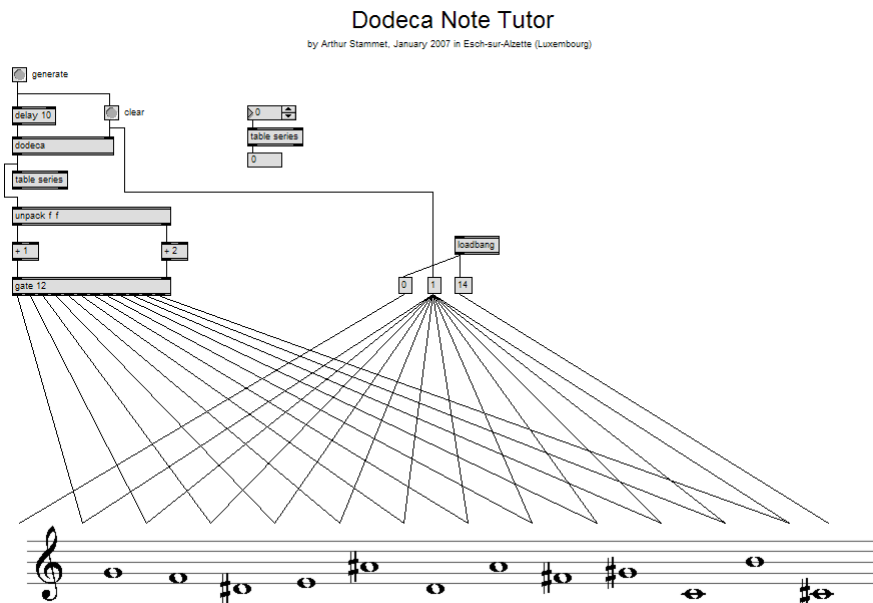 Dodeca Note Tutor
by Arthur Stammet, January 2007 in Esch-sur-Alzette (Luxembourg)
generate
delay 10
clear
0
dodeca
table series
0
table series
unpack f f
+ 1
+ 2
loadbang
gate 12
0
1
14